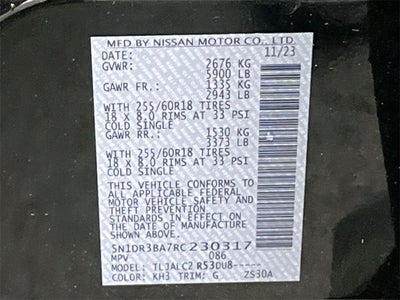 MFD BY NISSAN MOTOR CO., LTD.
DATE: 11/23
GVWR: 2676 KG
5900 LB
GAWR FR: 1335 KG
2943 LB
WITH 255/60R18 TIRES
18 x 8.0 RIMS AT 33 PSI
COLD SINGLE
GAWR RR: 1530 KG
3373 LB
WITH 255/60R18 TIRES
18 x 8.0 RIMS AT 33 PSI
COLD SINGLE
THIS VEHICLE CONFORMS TO
ALL APPLICABLE FEDERAL
MOTOR VEHICLE SAFETY
AND BUMPER
STANDARDS IN EFFECT ON
THE DATE OF MANUFACTURE
SHOWN ABOVE.
5N1DR3BA7RC230317
MPV 086
MODEL: TL3ALC2 R53DU8-----
COLOR: KH3 TRIM: G ZS30A